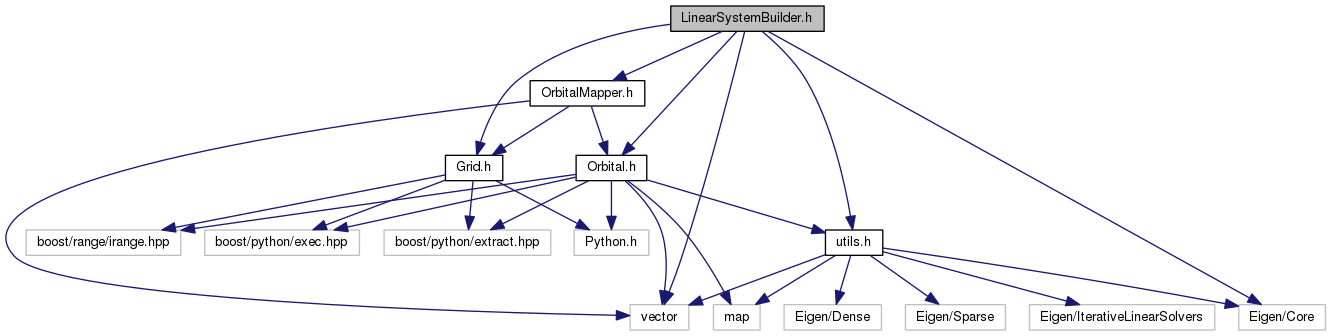 LinearSystemBuilder.h
OrbitalMapper.h
Grid.h
Orbital.h
boost/range/irange.hpp
boost/python/exec.hpp
boost/python/extract.hpp
Python.h
utils.h
vector
map
Eigen/Dense
Eigen/Sparse
Eigen/IterativeLinearSolvers
Eigen/Core